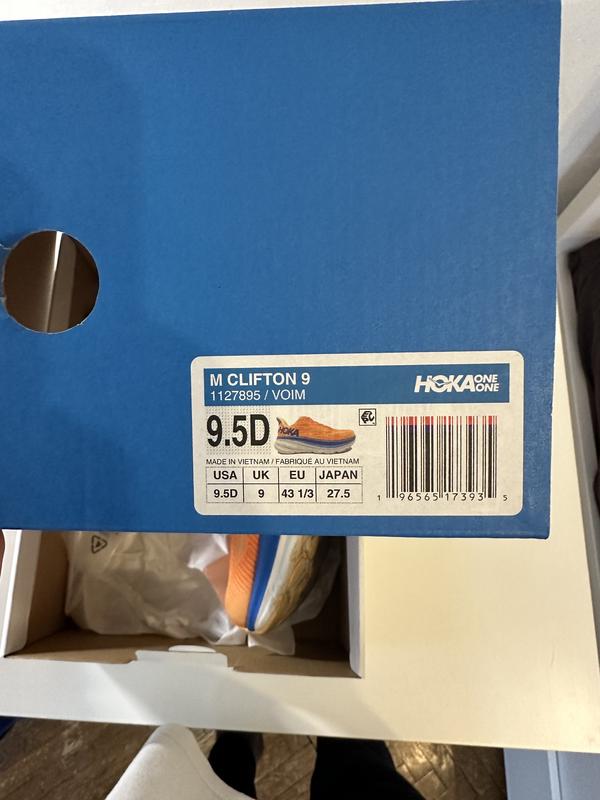 M CLIFTON 9
1127895 / VOIM
HOKA ONE ONE
9.5D
HOKA
MADE IN VIETNAM / FABRIQUÉ AU VIETNAM
USA UK EU JAPAN
9.5D 9 43 1/3 27.5
1 96565 17393 5